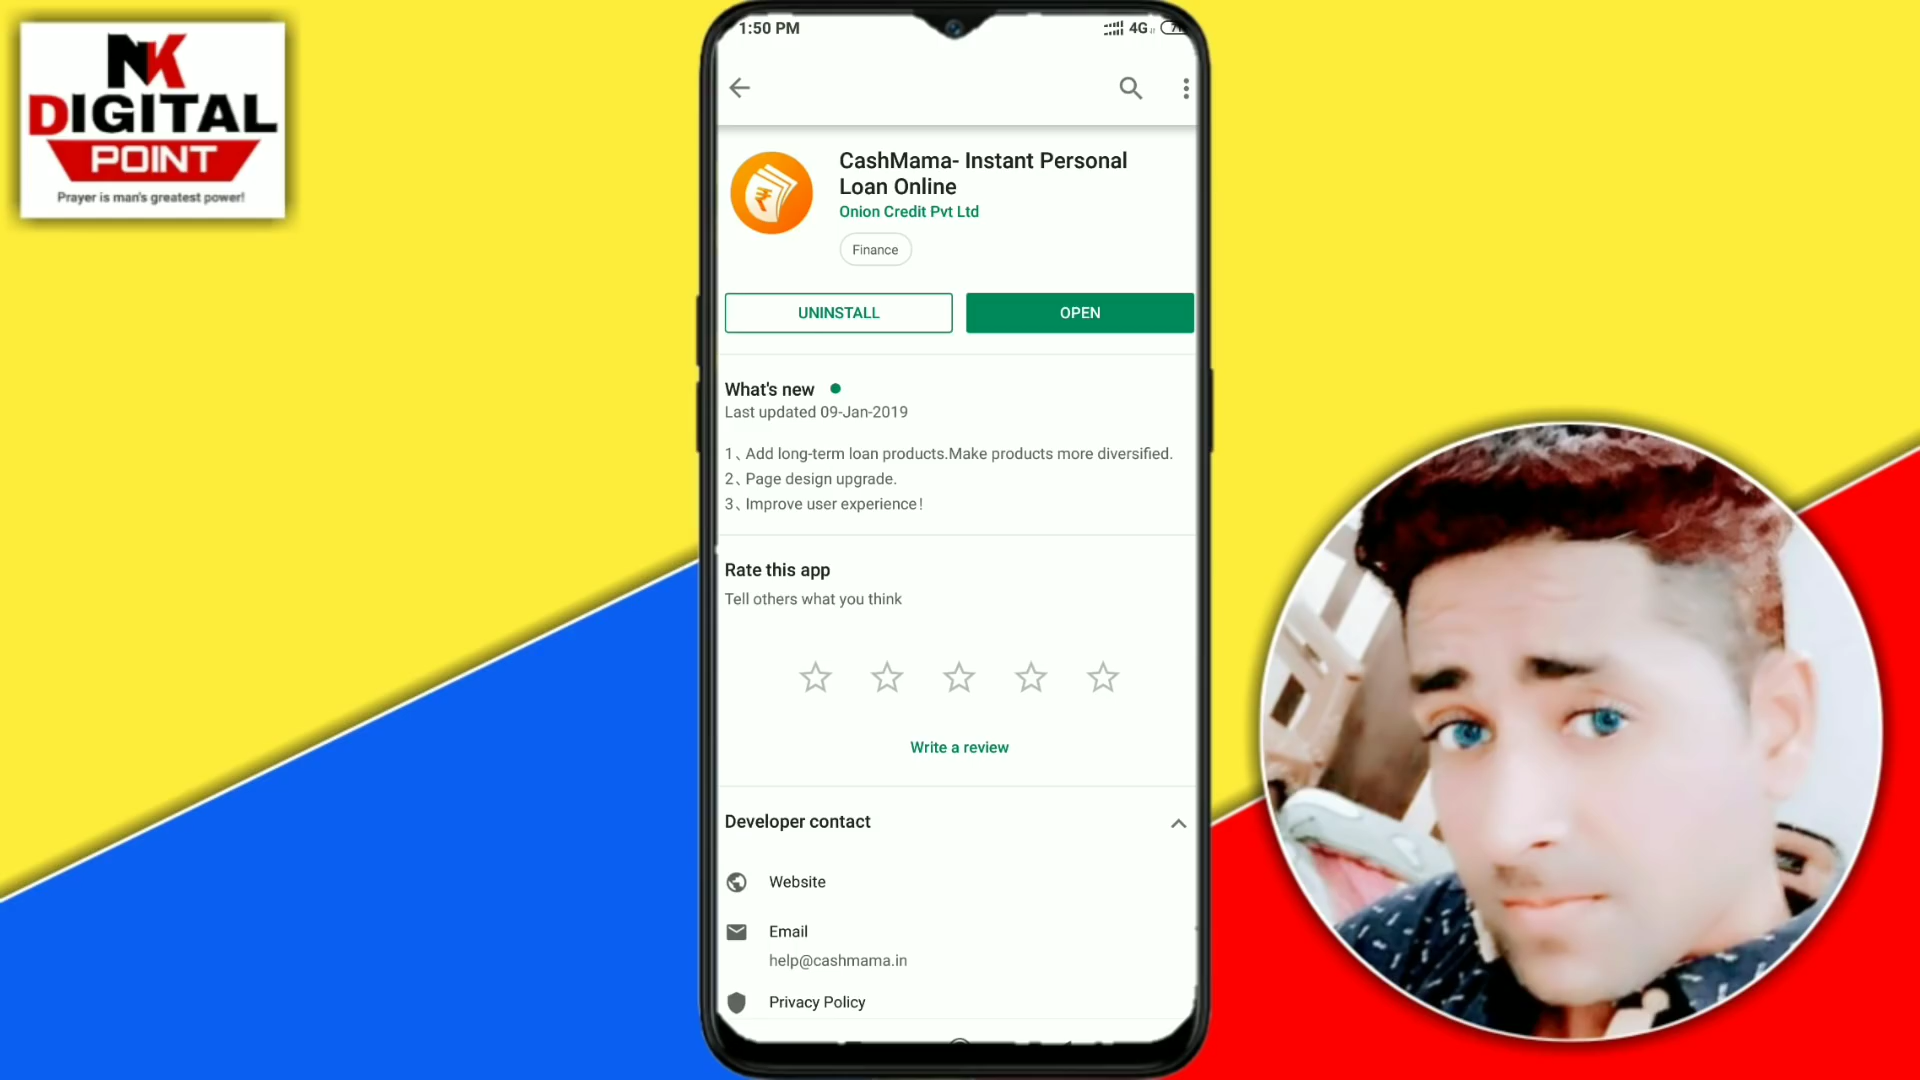 NK
DIGITAL
POINT
Prayer is man's greatest power!
1:50 PM
4G
CashMama- Instant Personal
Loan Online
Onion Credit Pvt Ltd
Finance
UNINSTALL
OPEN
What's new
Last updated 09-Jan-2019
1、Add long-term loan products.Make products more diversified.
2、Page design upgrade.
3、Improve user experience！
Rate this app
Tell others what you think
Write a review
Developer contact
Website
Email
help@cashmama.in
Privacy Policy